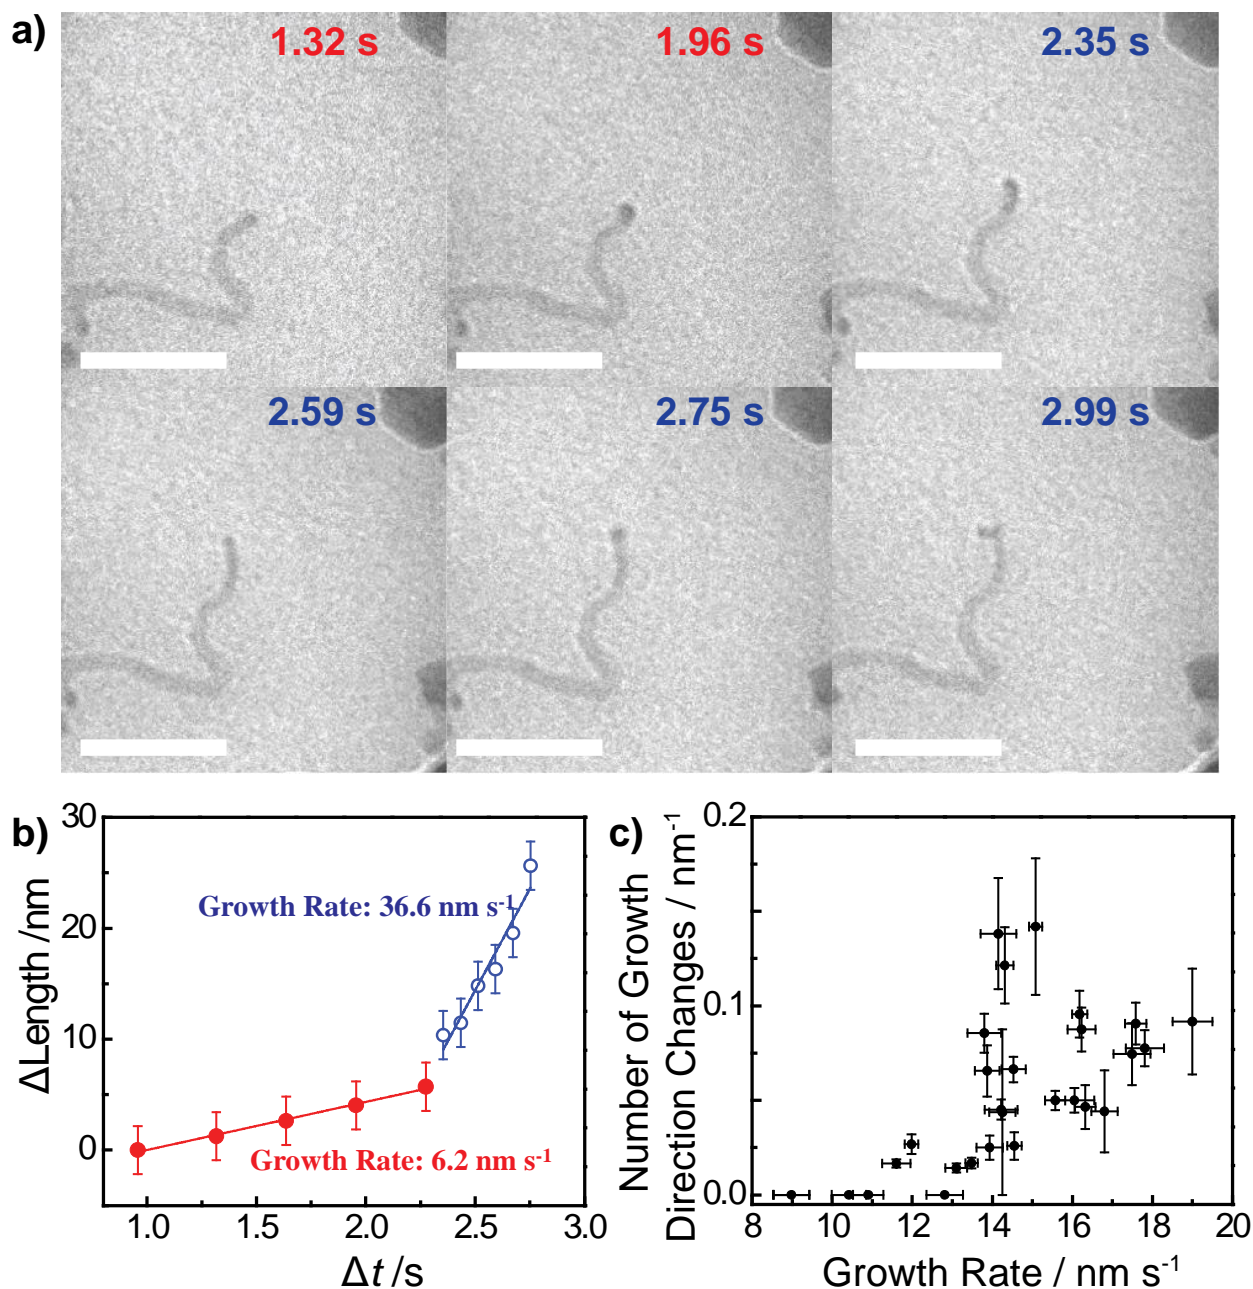 a)
1.32 s
1.96 s
2.35 s
2.59 s
2.75 s
2.99 s
b)
30
20
10
0
ΔLength /nm
Growth Rate: 36.6 nm s-1
Growth Rate: 6.2 nm s-1
1.0
1.5
2.0
2.5
3.0
Δt /s
c)
0.2
0.1
0.0
Number of Growth
Direction Changes / nm-1
8
10
12
14
16
18
20
Growth Rate / nm s-1